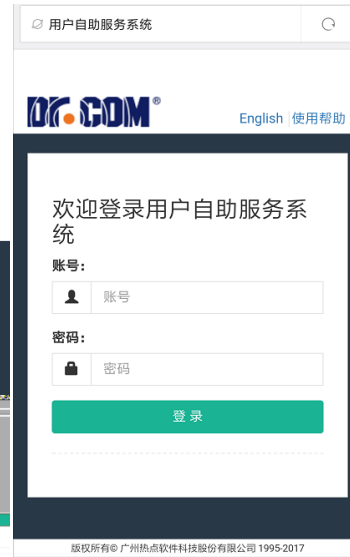 用户自助服务系统
Dr.COM®
English 使用帮助
欢迎登录用户自助服务系
统
账号:
账号
密码:
密码
登 录
版权所有© 广州热点软件科技股份有限公司 1995-2017